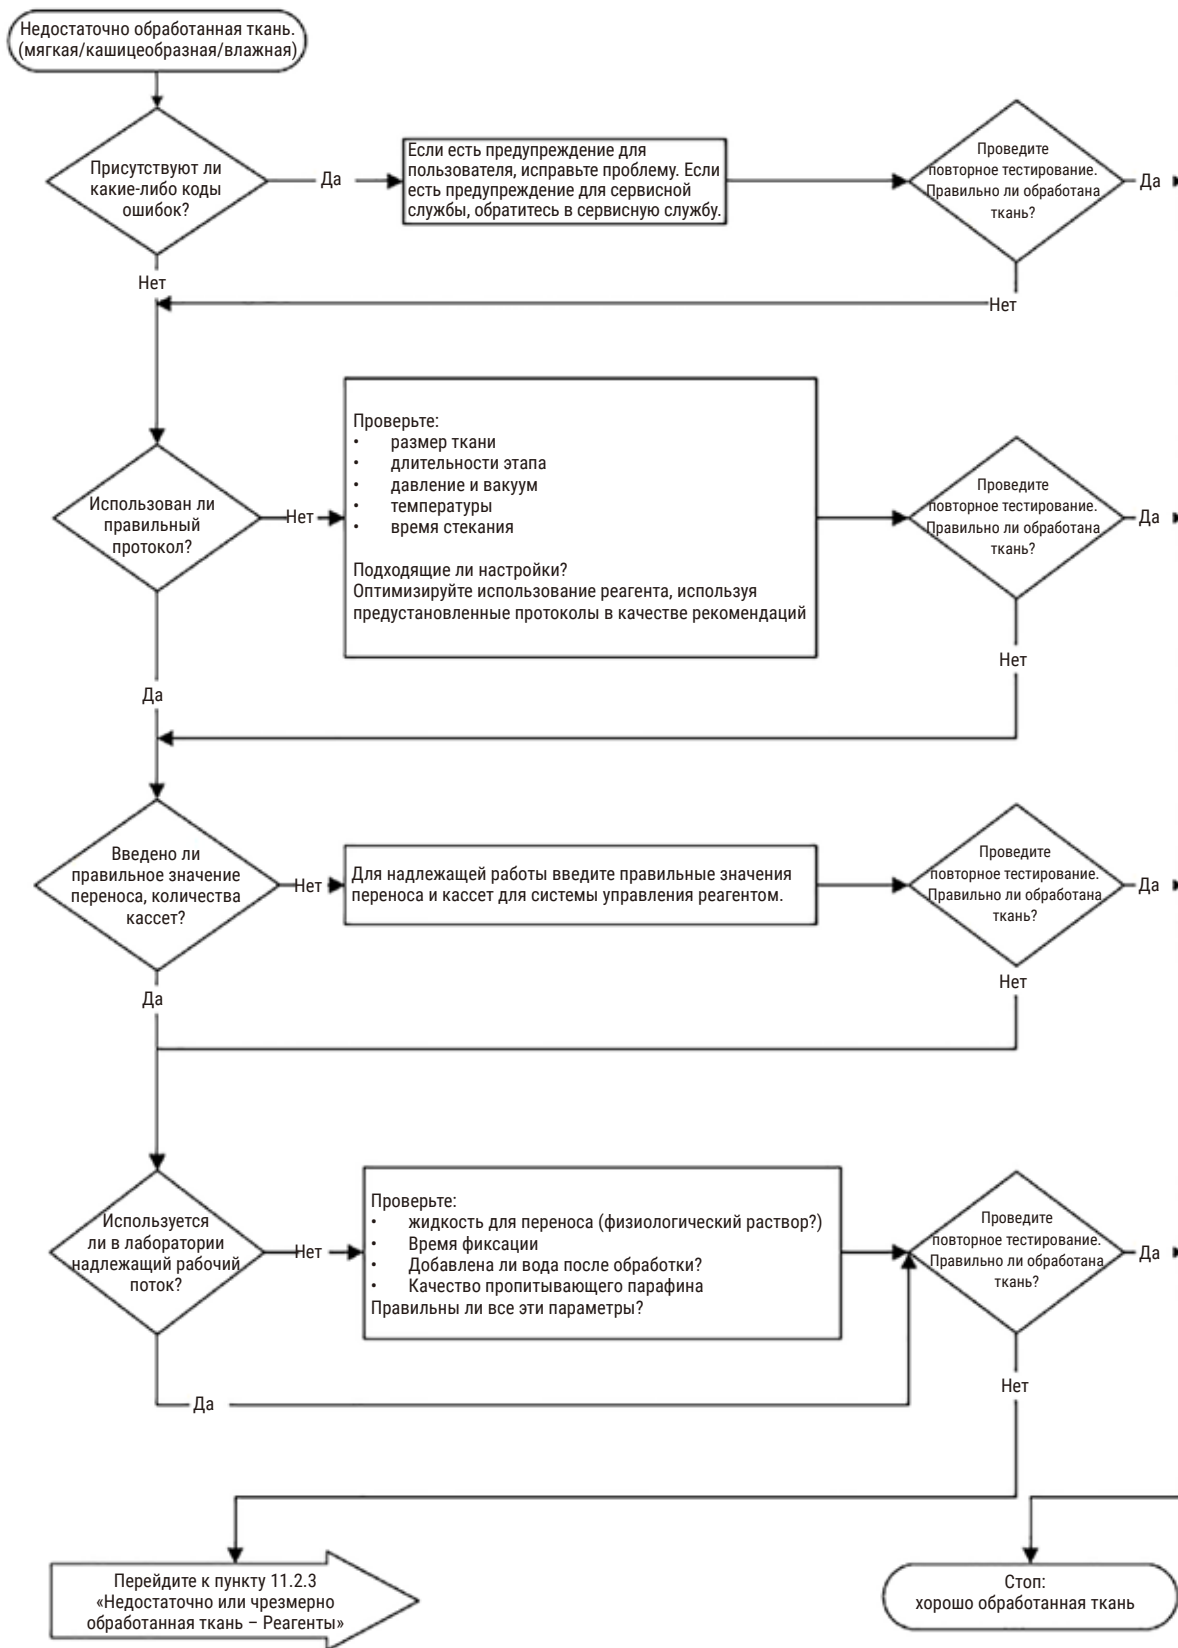 Недостаточно обработанная ткань.
(мягкая/кашицеобразная/влажная)
Присутствуют ли
какие-либо коды
ошибок?
Да
Если есть предупреждение для
пользователя, исправьте проблему. Если
есть предупреждение для сервисной
службы, обратитесь в сервисную службу.
Проведите
повторное тестирование.
Правильно ли обработана
ткань?
Да
Нет
Нет
Использован ли
правильный
протокол?
Нет
Проверьте:
• размер ткани
• длительности этапа
• давление и вакуум
• температуры
• время стекания
Подходящие ли настройки?
Оптимизируйте использование реагента, используя
предустановленные протоколы в качестве рекомендаций
Проведите
повторное тестирование.
Правильно ли обработана
ткань?
Да
Нет
Да
Введено ли
правильное значение
переноса, количества
кассет?
Нет
Для надлежащей работы введите правильные значения
переноса и кассет для системы управления реагентом.
Проведите
повторное тестирование.
Правильно ли обработана
ткань?
Да
Нет
Да
Используется
ли в лаборатории
надлежащий рабочий
поток?
Нет
Проверьте:
• жидкость для переноса (физиологический раствор?)
• Время фиксации
• Добавлена ли вода после обработки?
• Качество пропитывающего парафина
Правильны ли все эти параметры?
Проведите
повторное тестирование.
Правильно ли обработана
ткань?
Да
Нет
Да
Перейдите к пункту 11.2.3
«Недостаточно или чрезмерно
обработанная ткань – Реагенты»
Стоп:
хорошо обработанная ткань